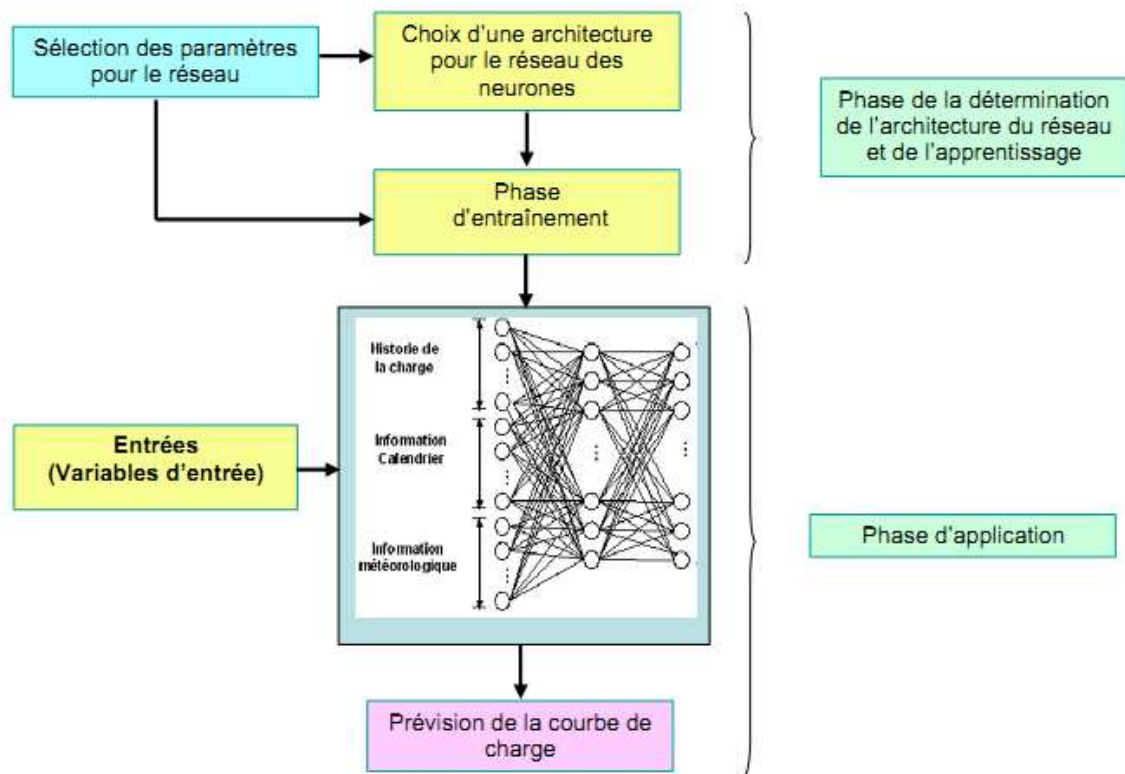 Sélection des paramètres
pour le réseau
Choix d'une architecture
pour le réseau des
neurones
Phase de la détermination
de l'architecture du réseau
et de l'apprentissage
Phase
d'entraînement
Historie de
la charge
Information
Calendrier
Information
météorologique
Entrées
(Variables d'entrée)
Phase d'application
Prévision de la courbe de
charge